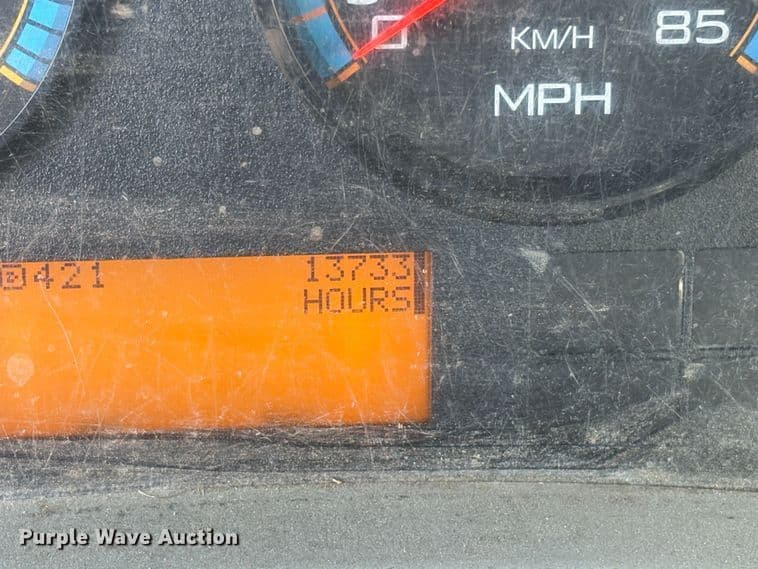 0
85
KM/H
MPH
421
13733
HOURS
Purple Wave Auction